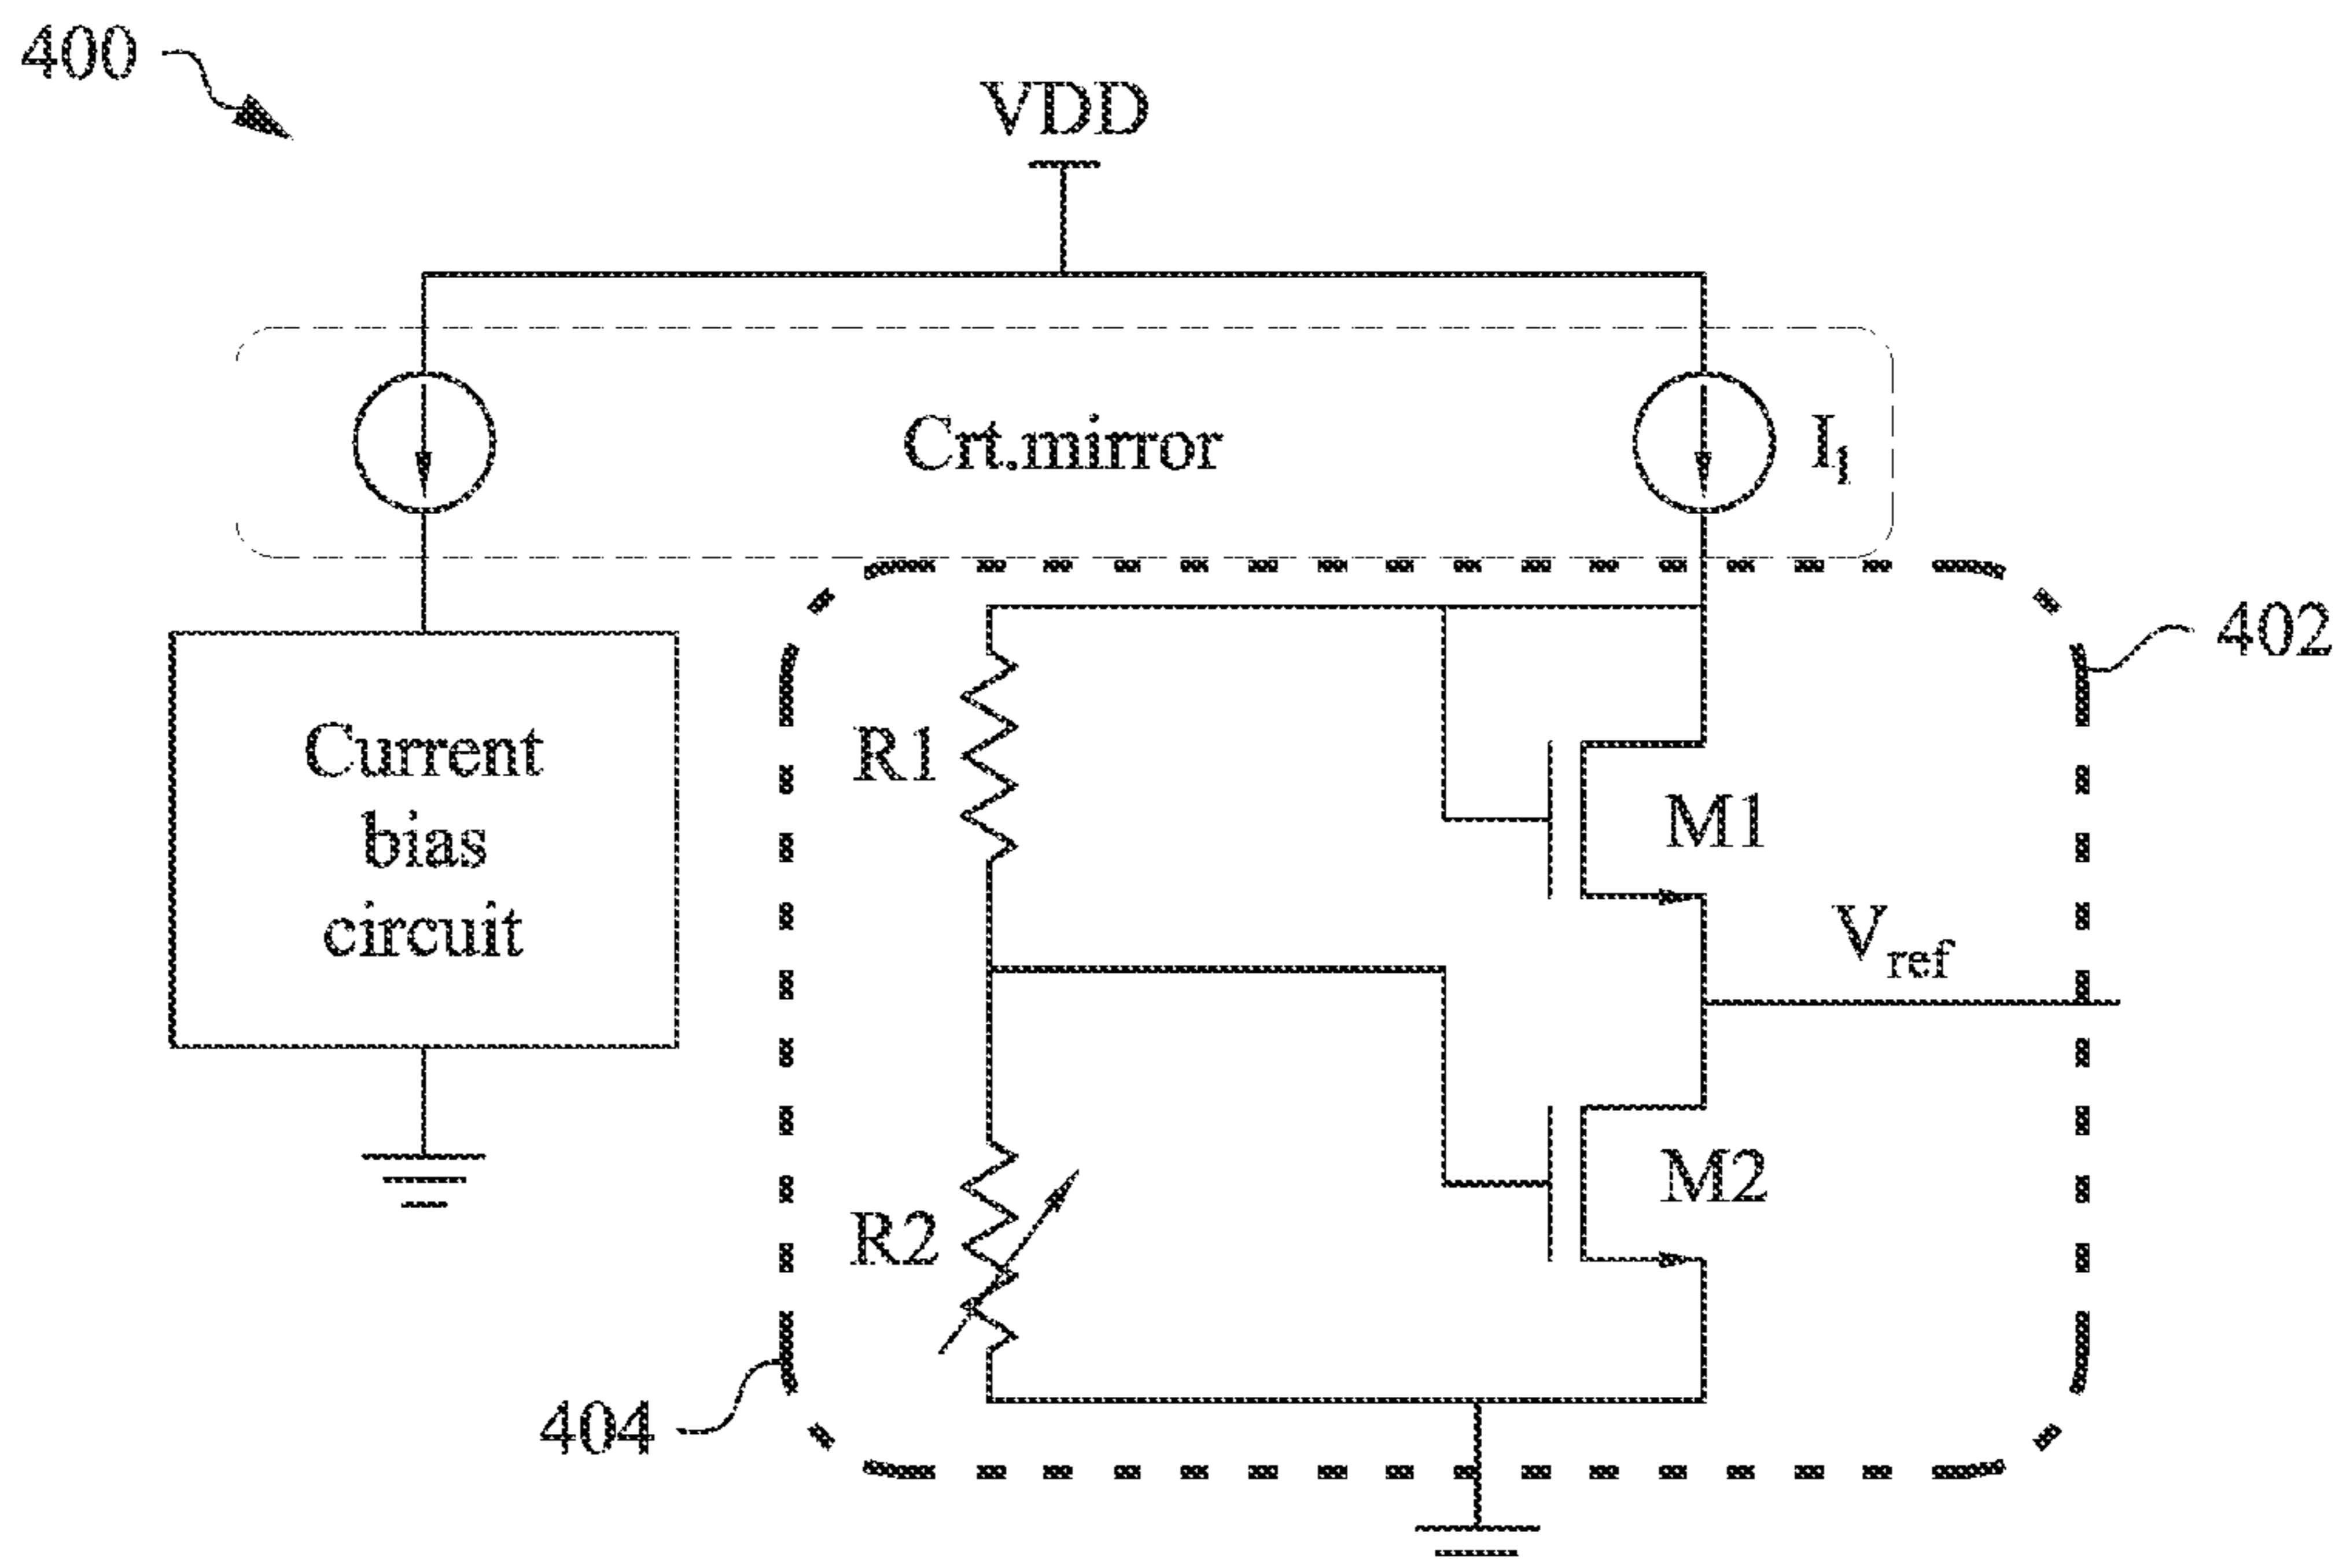 400
VDD
Crt.mirror
I1
402
Current
bias
circuit
R1
M1
Vref
M2
R2
404